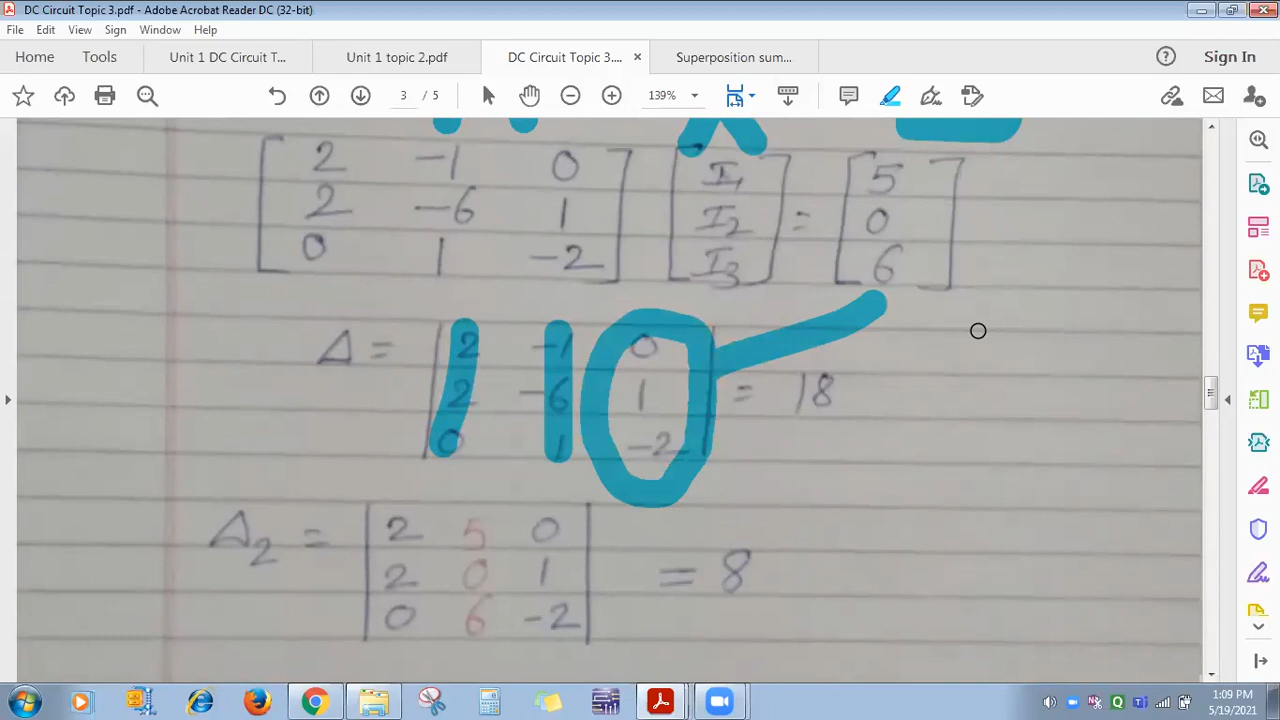 DC Circuit Topic 3.pdf - Adobe Acrobat Reader DC (32-bit)
File Edit View Sign Window Help
Home Tools Unit 1 DC Circuit T... Unit 1 topic 2.pdf DC Circuit Topic 3.... × Superposition sum... Sign In
3 / 5 139%
2 -1 0 I1 5
2 -6 1 I2 = 0
0 1 -2 I3 6
2 -1 0
Δ = 2 -6 1 = 18
0 1 -2
2 5 0
Δ2 = 2 0 1 = 8
0 6 -2
1:09 PM
5/19/2021